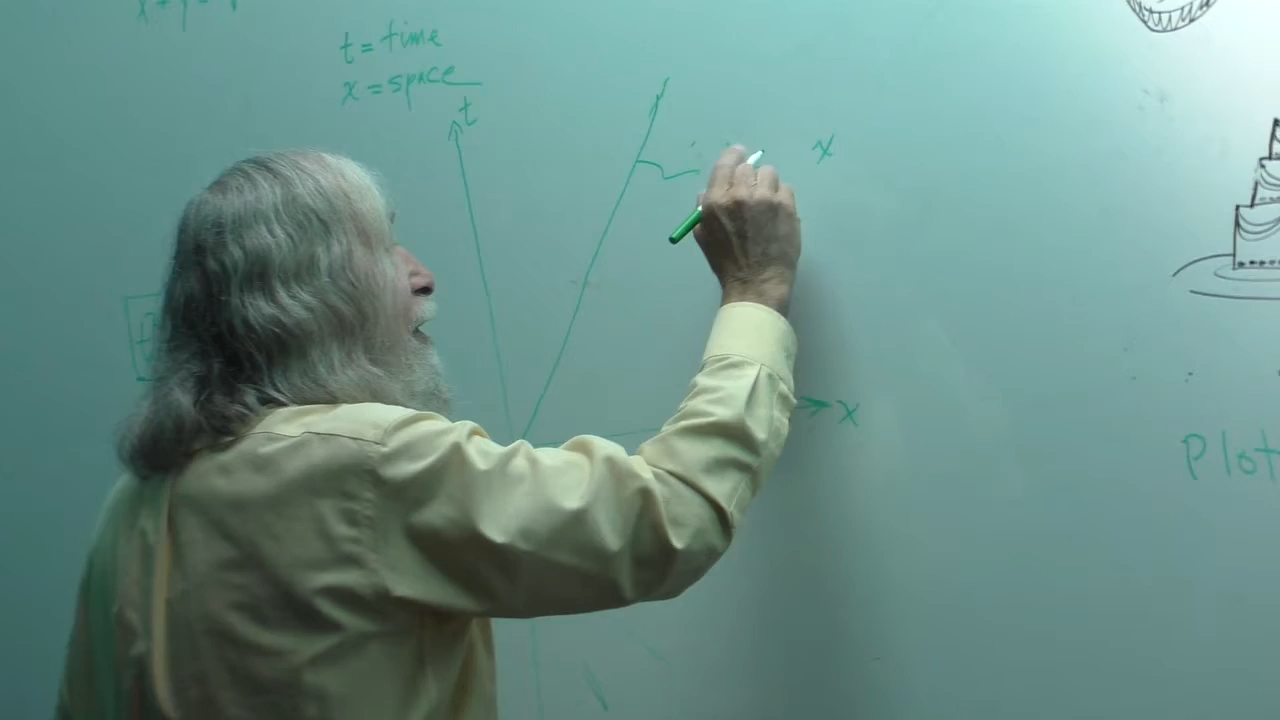 t = time
x = space
t
x
x
Plot